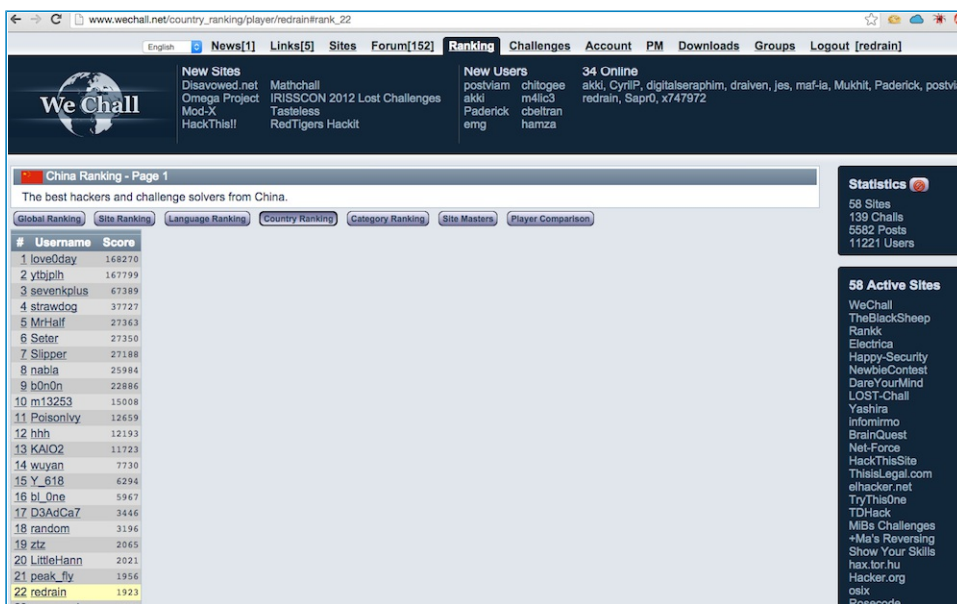 www.wechall.net/country_ranking/player/redrain#rank_22
English News[1] Links[5] Sites Forum[152] Ranking Challenges Account PM Downloads Groups Logout [redrain]
We Chall
New Sites
Disavowed.net Mathchall
Omega Project IRISSCON 2012 Lost Challenges
Mod-X Tasteless
HackThis!! RedTigers Hackit
New Users
postviam chitogee
akki m4lic3
Paderick cbeltran
emg hamza
34 Online
akki, CyrilP, digitalseraphim, draiven, jes, maf-ia, Mukhit, Paderick, postvia
redrain, Sapr0, x747972
China Ranking - Page 1
The best hackers and challenge solvers from China.
Global Ranking Site Ranking Language Ranking Country Ranking Category Ranking Site Masters Player Comparison
# Username Score
1 love0day 168270
2 ytbjplh 167799
3 sevenkplus 67389
4 strawdog 37727
5 MrHalf 27363
6 Seter 27350
7 Slipper 27188
8 nabla 25984
9 b0n0n 22886
10 m13253 15008
11 PoisonIvy 12659
12 hhh 12193
13 KAIO2 11723
14 wuyan 7730
15 Y_618 6294
16 bl_0ne 5967
17 D3AdCa7 3446
18 random 3196
19 ztz 2065
20 LittleHann 2021
21 peak_fly 1956
22 redrain 1923
Statistics
58 Sites
139 Challs
5582 Posts
11221 Users
58 Active Sites
WeChall
TheBlackSheep
Rankk
Electrica
Happy-Security
NewbieContest
DareYourMind
LOST-Chall
Yashira
infomirmo
BrainQuest
Net-Force
HackThisSite
ThisisLegal.com
elhacker.net
TryThis0ne
TDHack
MiBs Challenges
+Ma's Reversing
Show Your Skills
hax.tor.hu
Hacker.org
osix
Rosecode